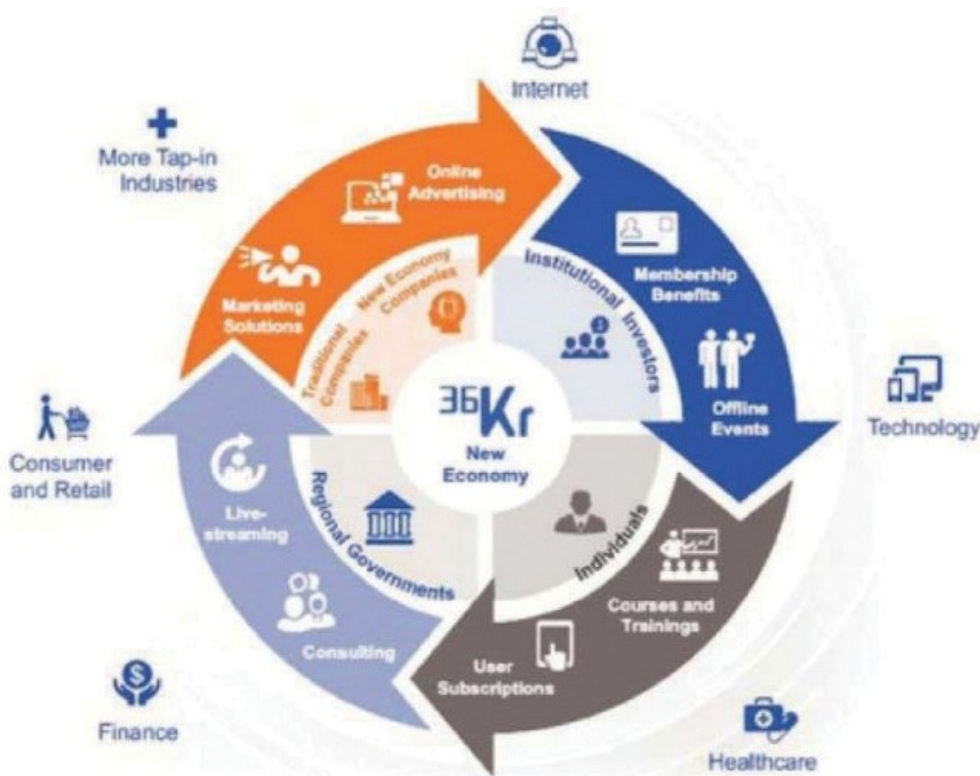 Internet
More Tap-in
Industries
Online
Advertising
Marketing
Solutions
New Economy
Companies
Traditional
Companies
Institutional Investors
Membership
Benefits
Offline
Events
Technology
36Kr
New
Economy
Consumer
and Retail
Live-
streaming
Regional Governments
Consulting
Individuals
Courses and
Trainings
User
Subscriptions
Finance
Healthcare